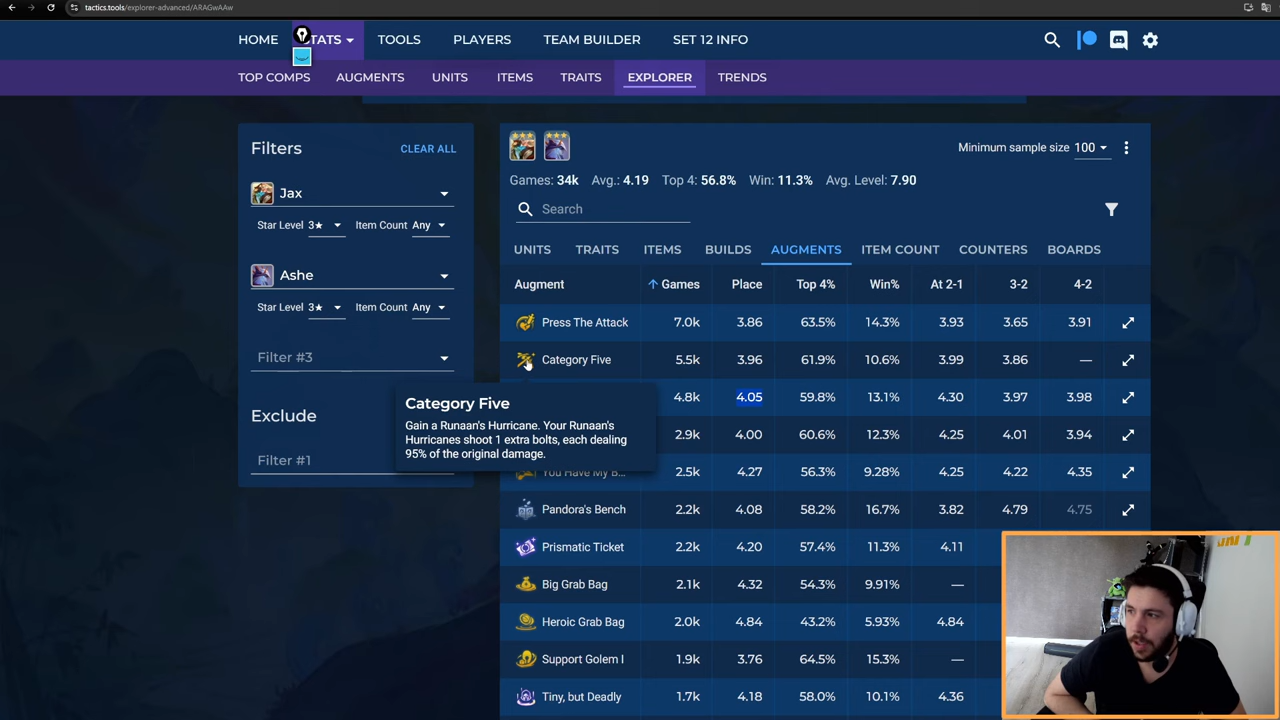 tactics.tools/explorer-advanced/ARAGwAAw
HOME TATS TOOLS PLAYERS TEAM BUILDER SET 12 INFO
TOP COMPS AUGMENTS UNITS ITEMS TRAITS EXPLORER TRENDS
Filters CLEAR ALL
Jax
Star Level 3★ Item Count Any
Ashe
Star Level 3★ Item Count Any
Filter #3
Exclude
Filter #1
Minimum sample size 100
Games: 34k Avg.: 4.19 Top 4: 56.8% Win: 11.3% Avg. Level: 7.90
Search
UNITS TRAITS ITEMS BUILDS AUGMENTS ITEM COUNT COUNTERS BOARDS
Augment Games Place Top 4% Win% At 2-1 3-2 4-2
Press The Attack 7.0k 3.86 63.5% 14.3% 3.93 3.65 3.91
Category Five 5.5k 3.96 61.9% 10.6% 3.99 3.86 —
4.8k 4.05 59.8% 13.1% 4.30 3.97 3.98
2.9k 4.00 60.6% 12.3% 4.25 4.01 3.94
You Have My B... 2.5k 4.27 56.3% 9.28% 4.25 4.22 4.35
Pandora's Bench 2.2k 4.08 58.2% 16.7% 3.82 4.79 4.75
Prismatic Ticket 2.2k 4.20 57.4% 11.3% 4.11
Big Grab Bag 2.1k 4.32 54.3% 9.91% —
Heroic Grab Bag 2.0k 4.84 43.2% 5.93% 4.84
Support Golem I 1.9k 3.76 64.5% 15.3% —
Tiny, but Deadly 1.7k 4.18 58.0% 10.1% 4.36
Category Five
Gain a Runaan's Hurricane. Your Runaan's
Hurricanes shoot 1 extra bolts, each dealing
95% of the original damage.